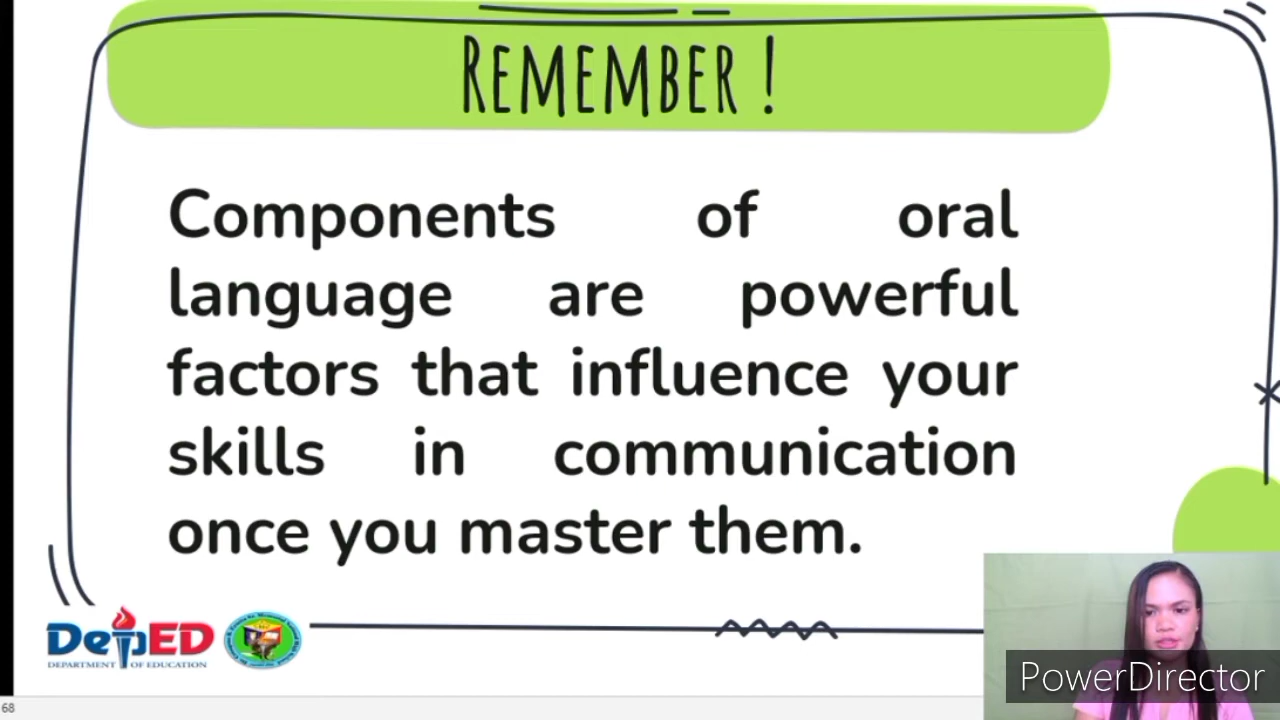 REMEMBER !
Components of oral
language are powerful
factors that influence your
skills in communication
once you master them.
DepED
DEPARTMENT OF EDUCATION
PowerDirector
68